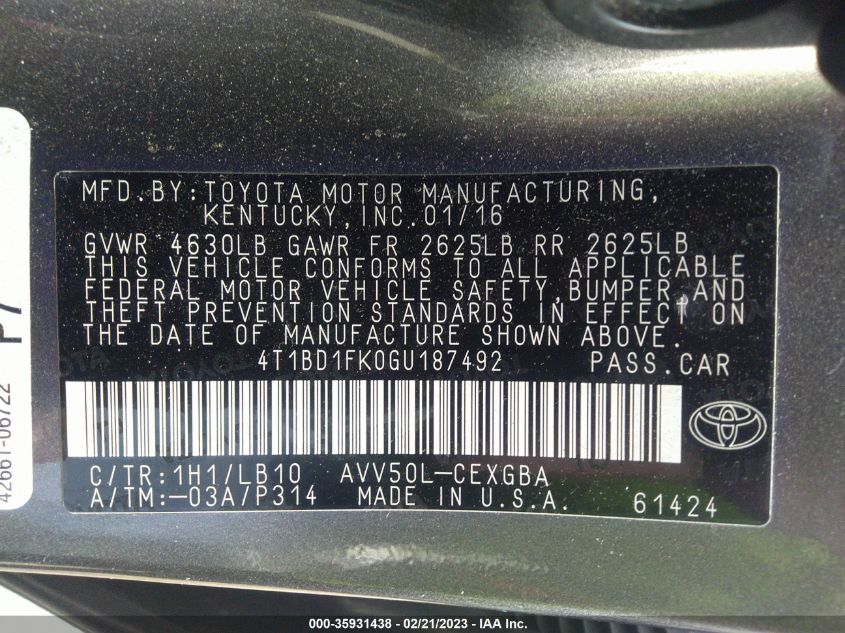 MFD.BY:TOYOTA MOTOR MANUFACTURING,
KENTUCKY,INC.01/16
GVWR 4630LB GAWR FR 2625LB RR 2625LB
THIS VEHICLE CONFORMS TO ALL APPLICABLE
FEDERAL MOTOR VEHICLE SAFETY,BUMPER,AND
THEFT PREVENTION STANDARDS IN EFFECT ON
THE DATE OF MANUFACTURE SHOWN ABOVE.
4T1BD1FK0GU187492 PASS.CAR
C/TR:1H1/LB10 AVV50L-CEXGBA
A/TM:-03A/P314 MADE IN U.S.A. 61424
42661-06722
P7
000-35931438 - 02/21/2023 - IAA Inc.